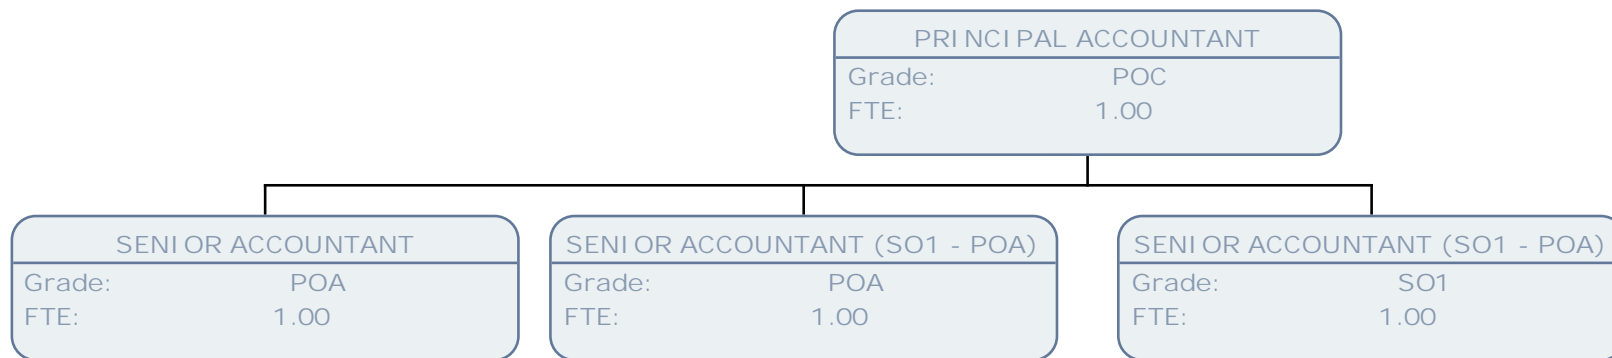 PRINCIPAL ACCOUNTANT
Grade: POC
FTE: 1.00
SENIOR ACCOUNTANT
Grade: POA
FTE: 1.00
SENIOR ACCOUNTANT (SO1 - POA)
Grade: POA
FTE: 1.00
SENIOR ACCOUNTANT (SO1 - POA)
Grade: SO1
FTE: 1.00